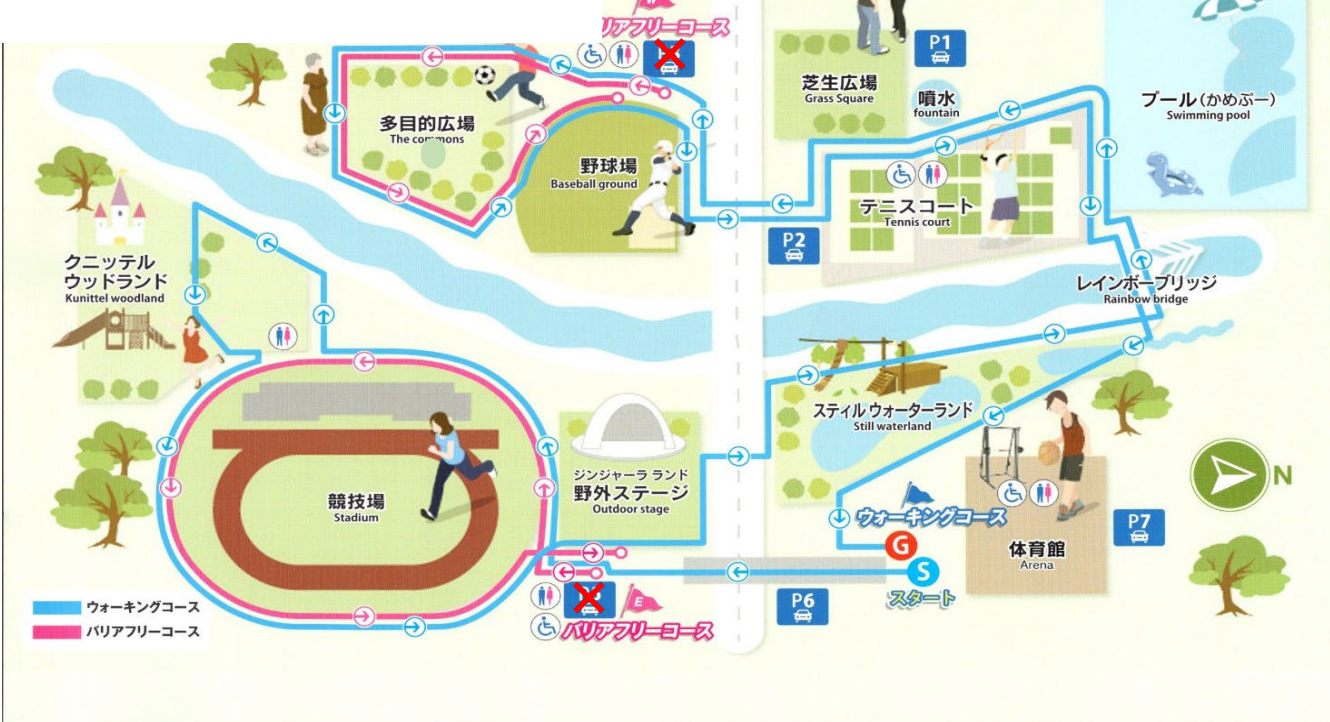 バリアフリーコース
P1
芝生広場
Grass Square
噴水
fountain
プール(かめぷー)
Swimming pool
多目的広場
The commons
野球場
Baseball ground
テニスコート
Tennis court
P2
クニッテル
ウッドランド
Kunittel woodland
レインボーブリッジ
Rainbow bridge
スティルウォーターランド
Still waterland
ジンジャーラランド
野外ステージ
Outdoor stage
競技場
Stadium
ウォーキングコース
G
S
スタート
体育館
Arena
P7
P6
N
E
バリアフリーコース
ウォーキングコース
バリアフリーコース